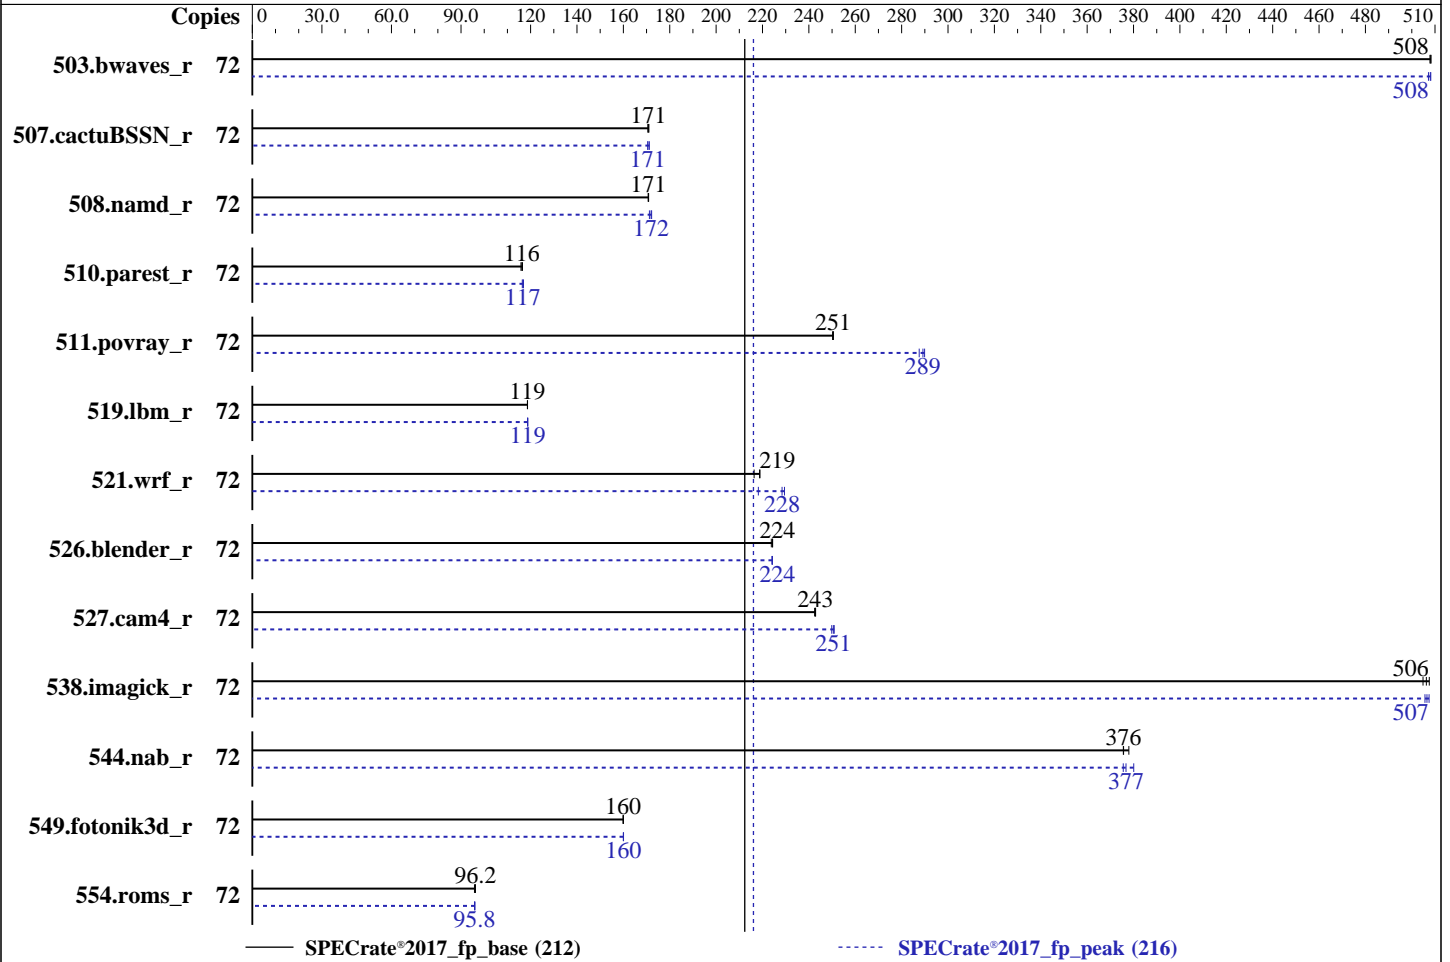 Copies 0 30.0 60.0 90.0 120 140 160 180 200 220 240 260 280 300 320 340 360 380 400 420 440 460 480 510
503.bwaves_r 72 508
508
507.cactuBSSN_r 72 171
171
508.namd_r 72 171
172
510.parest_r 72 116
117
511.povray_r 72 251
289
519.lbm_r 72 119
119
521.wrf_r 72 219
228
526.blender_r 72 224
224
527.cam4_r 72 243
251
538.imagick_r 72 506
507
544.nab_r 72 376
377
549.fotonik3d_r 72 160
160
554.roms_r 72 96.2
95.8
SPECrate®2017_fp_base (212) SPECrate®2017_fp_peak (216)